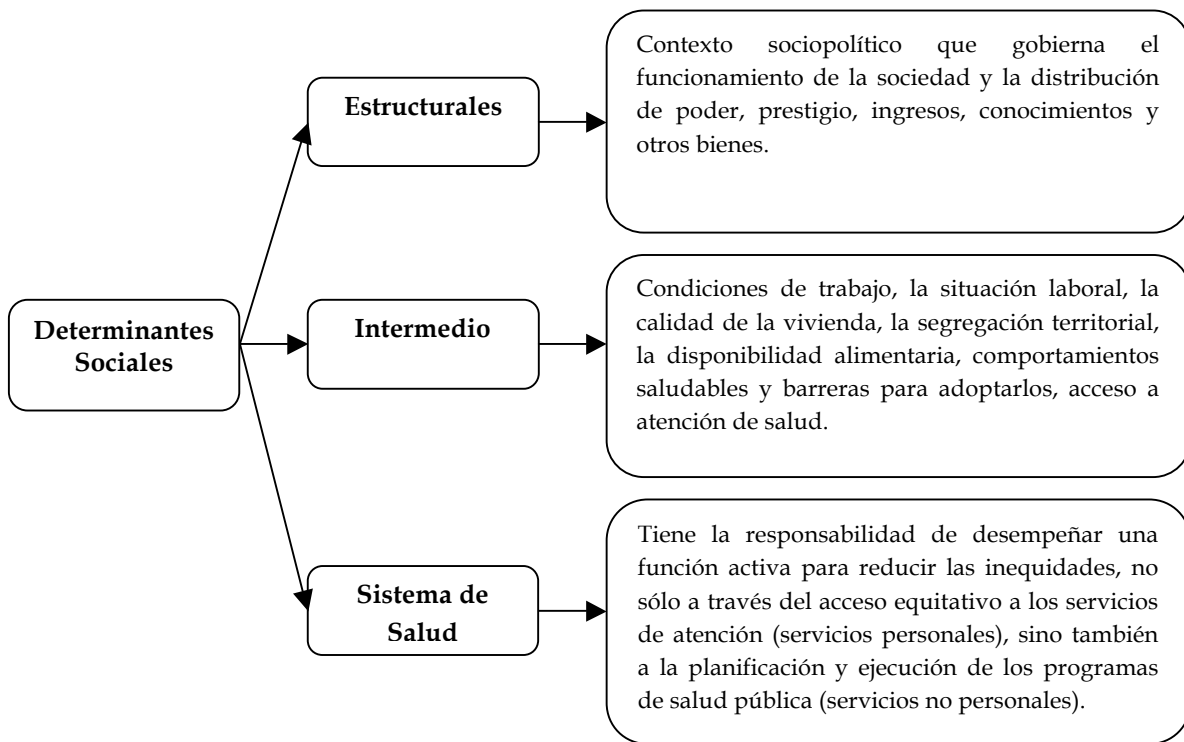 Determinantes
Sociales
Estructurales
Contexto sociopolítico que gobierna el
funcionamiento de la sociedad y la distribución
de poder, prestigio, ingresos, conocimientos y
otros bienes.
Intermedio
Condiciones de trabajo, la situación laboral, la
calidad de la vivienda, la segregación territorial,
la disponibilidad alimentaria, comportamientos
saludables y barreras para adoptarlos, acceso a
atención de salud.
Sistema de
Salud
Tiene la responsabilidad de desempeñar una
función activa para reducir las inequidades, no
sólo a través del acceso equitativo a los servicios
de atención (servicios personales), sino también
a la planificación y ejecución de los programas
de salud pública (servicios no personales).